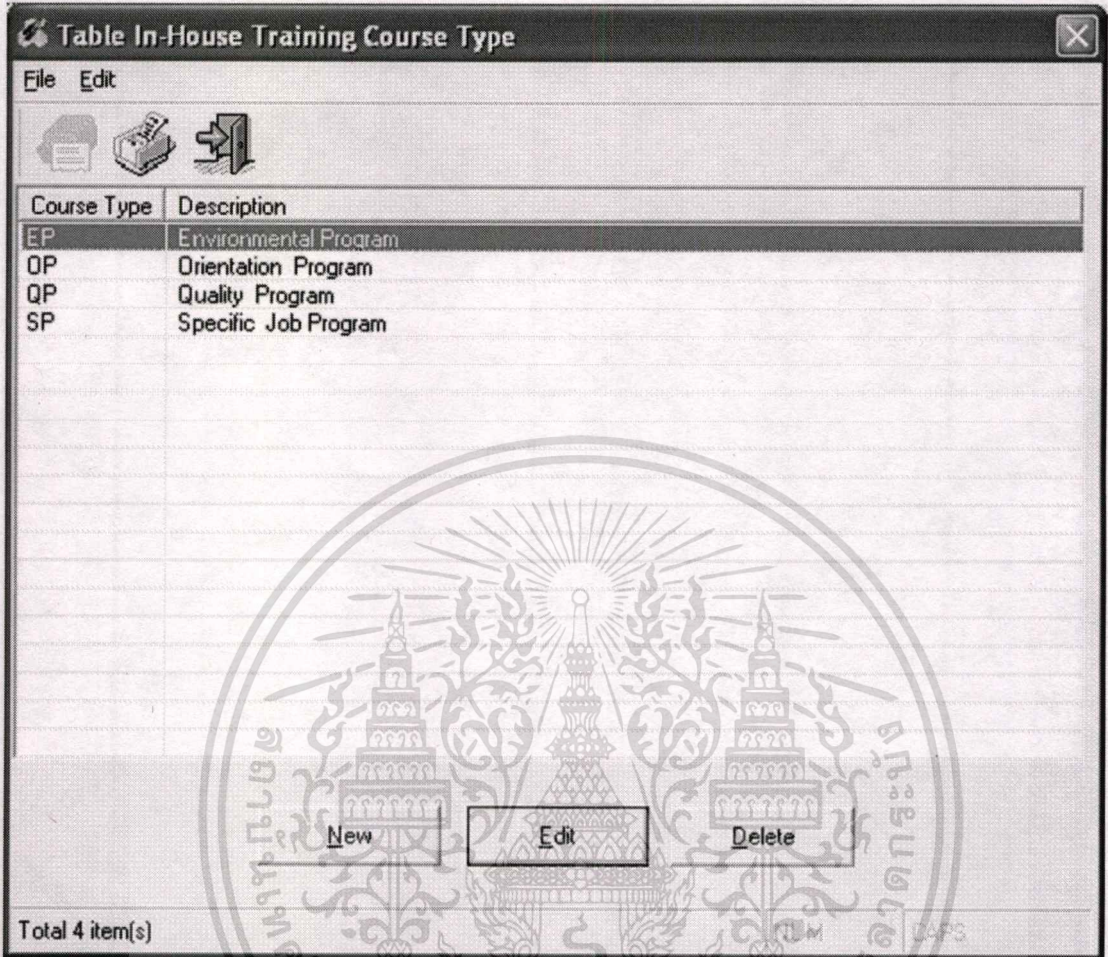 Table In-House Training Course Type
File Edit
Course Type Description
EP Environmental Program
OP Orientation Program
QP Quality Program
SP Specific Job Program
New Edit Delete
Total 4 item(s) NUM CAPS